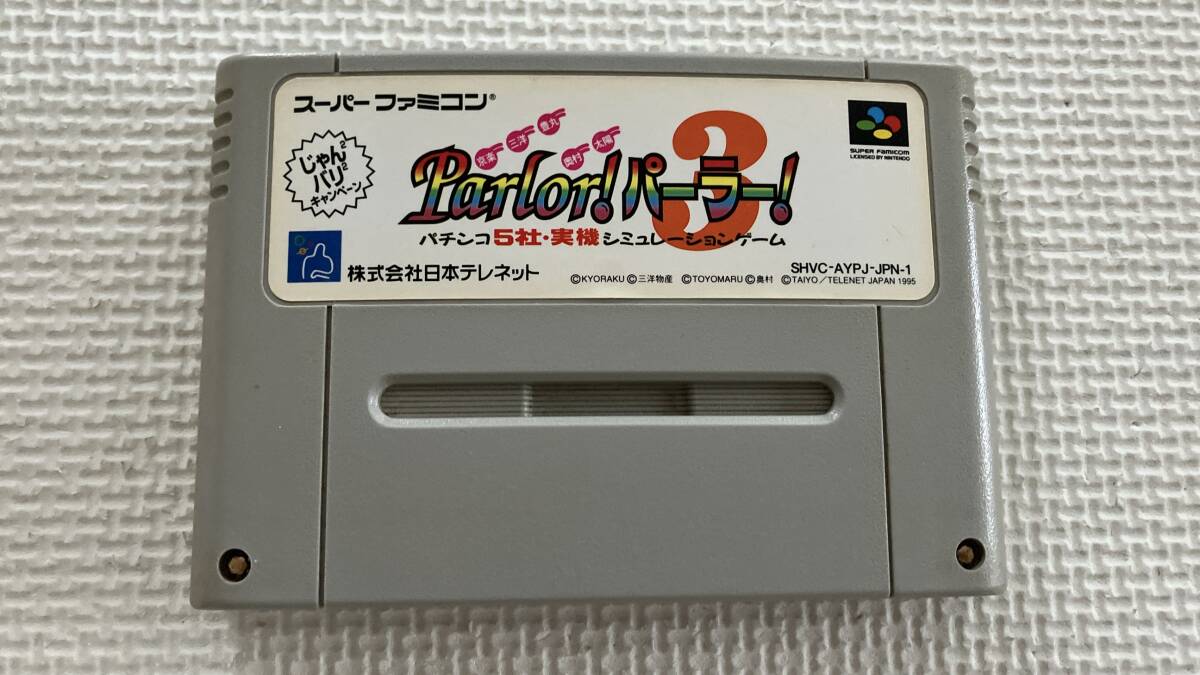 スーパーファミコン®
じゃん²
バリ²
キャンペーン
京楽 三洋 豊丸 奥村 太陽
Parlor!パーラー!3
パチンコ5社・実機シミュレーションゲーム
SUPER FAMICOM
LICENSED BY NINTENDO
株式会社日本テレネット
SHVC-AYPJ-JPN-1
©KYORAKU ©三洋物産 ©TOYOMARU ©奥村 ©TAIYO/TELENET JAPAN 1995